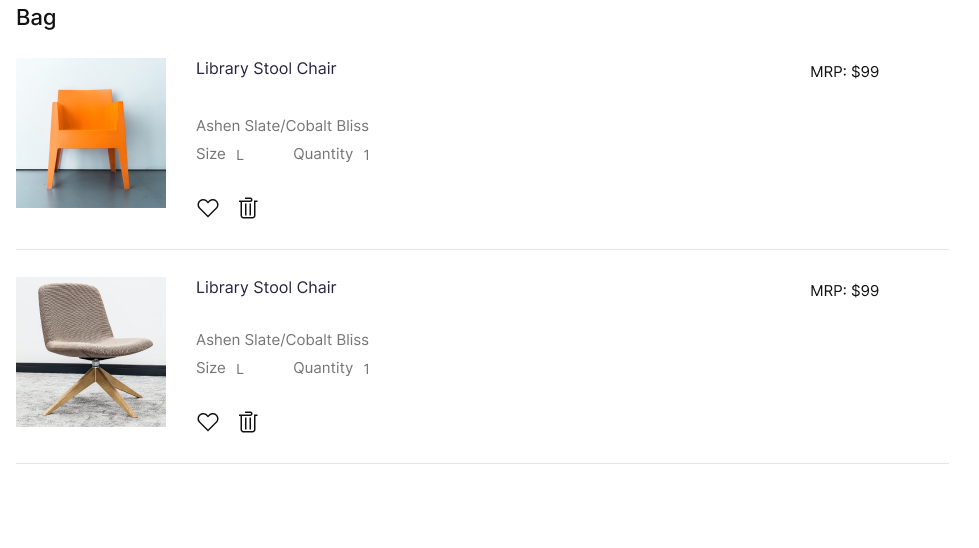 Bag
Library Stool Chair
MRP: $99
Ashen Slate/Cobalt Bliss
Size L Quantity 1
Library Stool Chair
MRP: $99
Ashen Slate/Cobalt Bliss
Size L Quantity 1